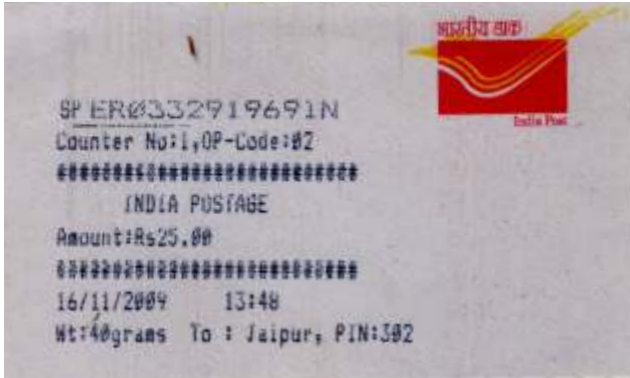 भारतीय डाक
India Post
SP ER033291969IN
Counter No:1,OP-Code:02
INDIA POSTAGE
Amount:Rs25.00
16/11/2009 13:48
Wt:40grams To : Jaipur, PIN:302